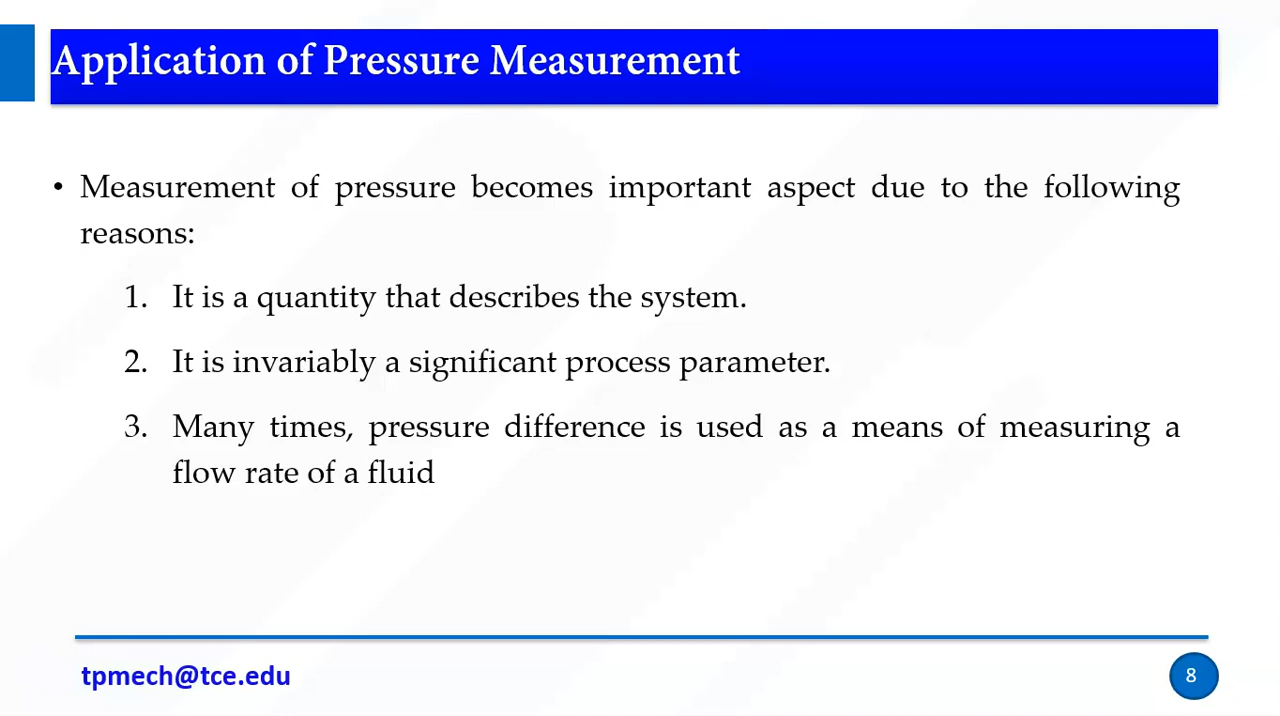 Application of Pressure Measurement
• Measurement of pressure becomes important aspect due to the following
reasons:
1. It is a quantity that describes the system.
2. It is invariably a significant process parameter.
3. Many times, pressure difference is used as a means of measuring a
flow rate of a fluid
tpmech@tce.edu
8